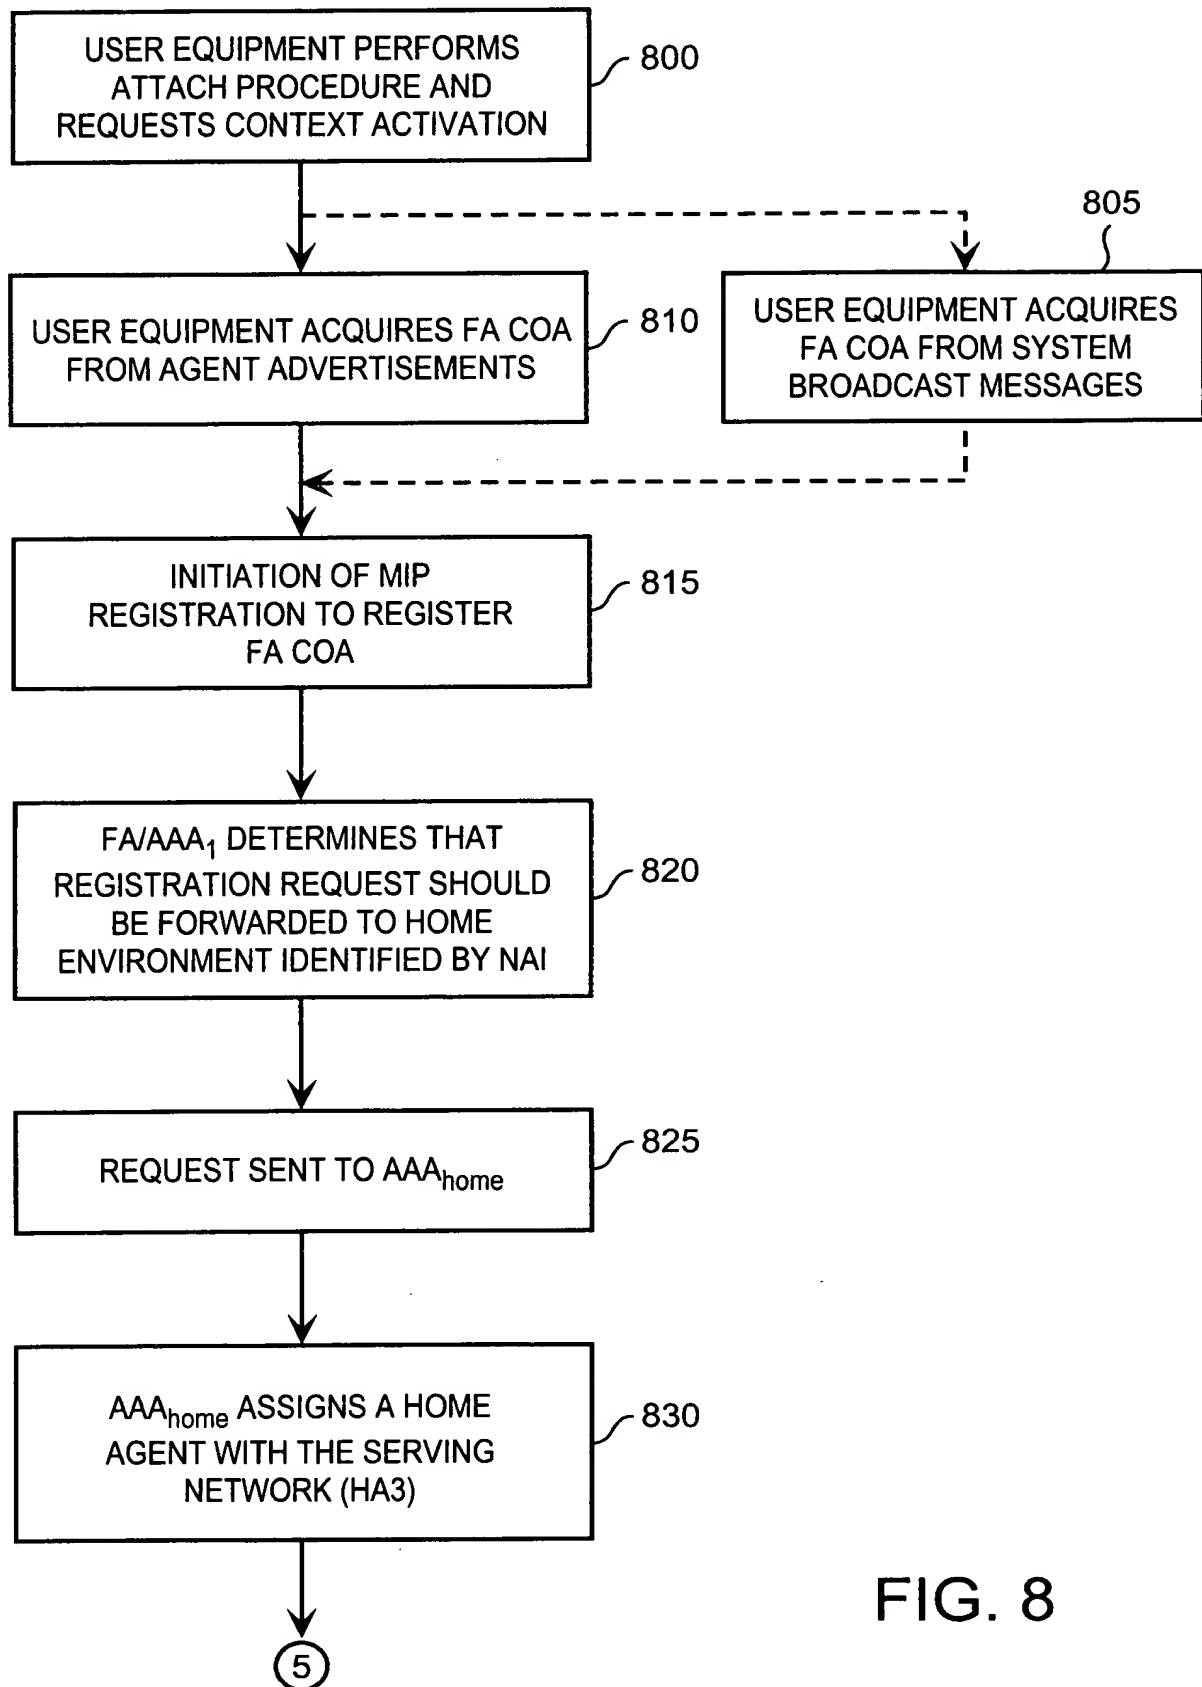 USER EQUIPMENT PERFORMS
ATTACH PROCEDURE AND
REQUESTS CONTEXT ACTIVATION
800
805
USER EQUIPMENT ACQUIRES FA COA
FROM AGENT ADVERTISEMENTS
810
USER EQUIPMENT ACQUIRES
FA COA FROM SYSTEM
BROADCAST MESSAGES
INITIATION OF MIP
REGISTRATION TO REGISTER
FA COA
815
FA/AAA1 DETERMINES THAT
REGISTRATION REQUEST SHOULD
BE FORWARDED TO HOME
ENVIRONMENT IDENTIFIED BY NAI
820
REQUEST SENT TO AAAhome
825
AAAhome ASSIGNS A HOME
AGENT WITH THE SERVING
NETWORK (HA3)
830
5
FIG. 8